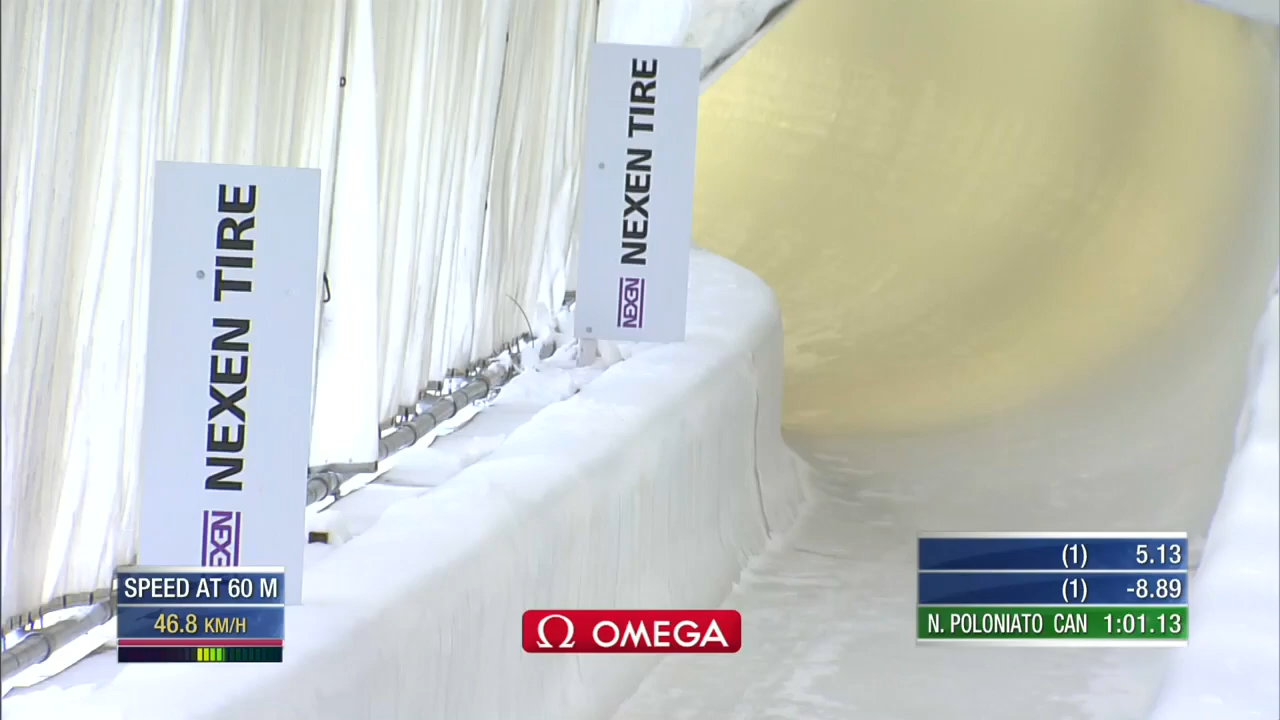 NEXEN TIRE
NEXEN
NEXEN TIRE
EXEN
SPEED AT 60 M
46.8 KM/H
Ω OMEGA
(1) 5.13
(1) -8.89
N. POLONIATO CAN 1:01.13